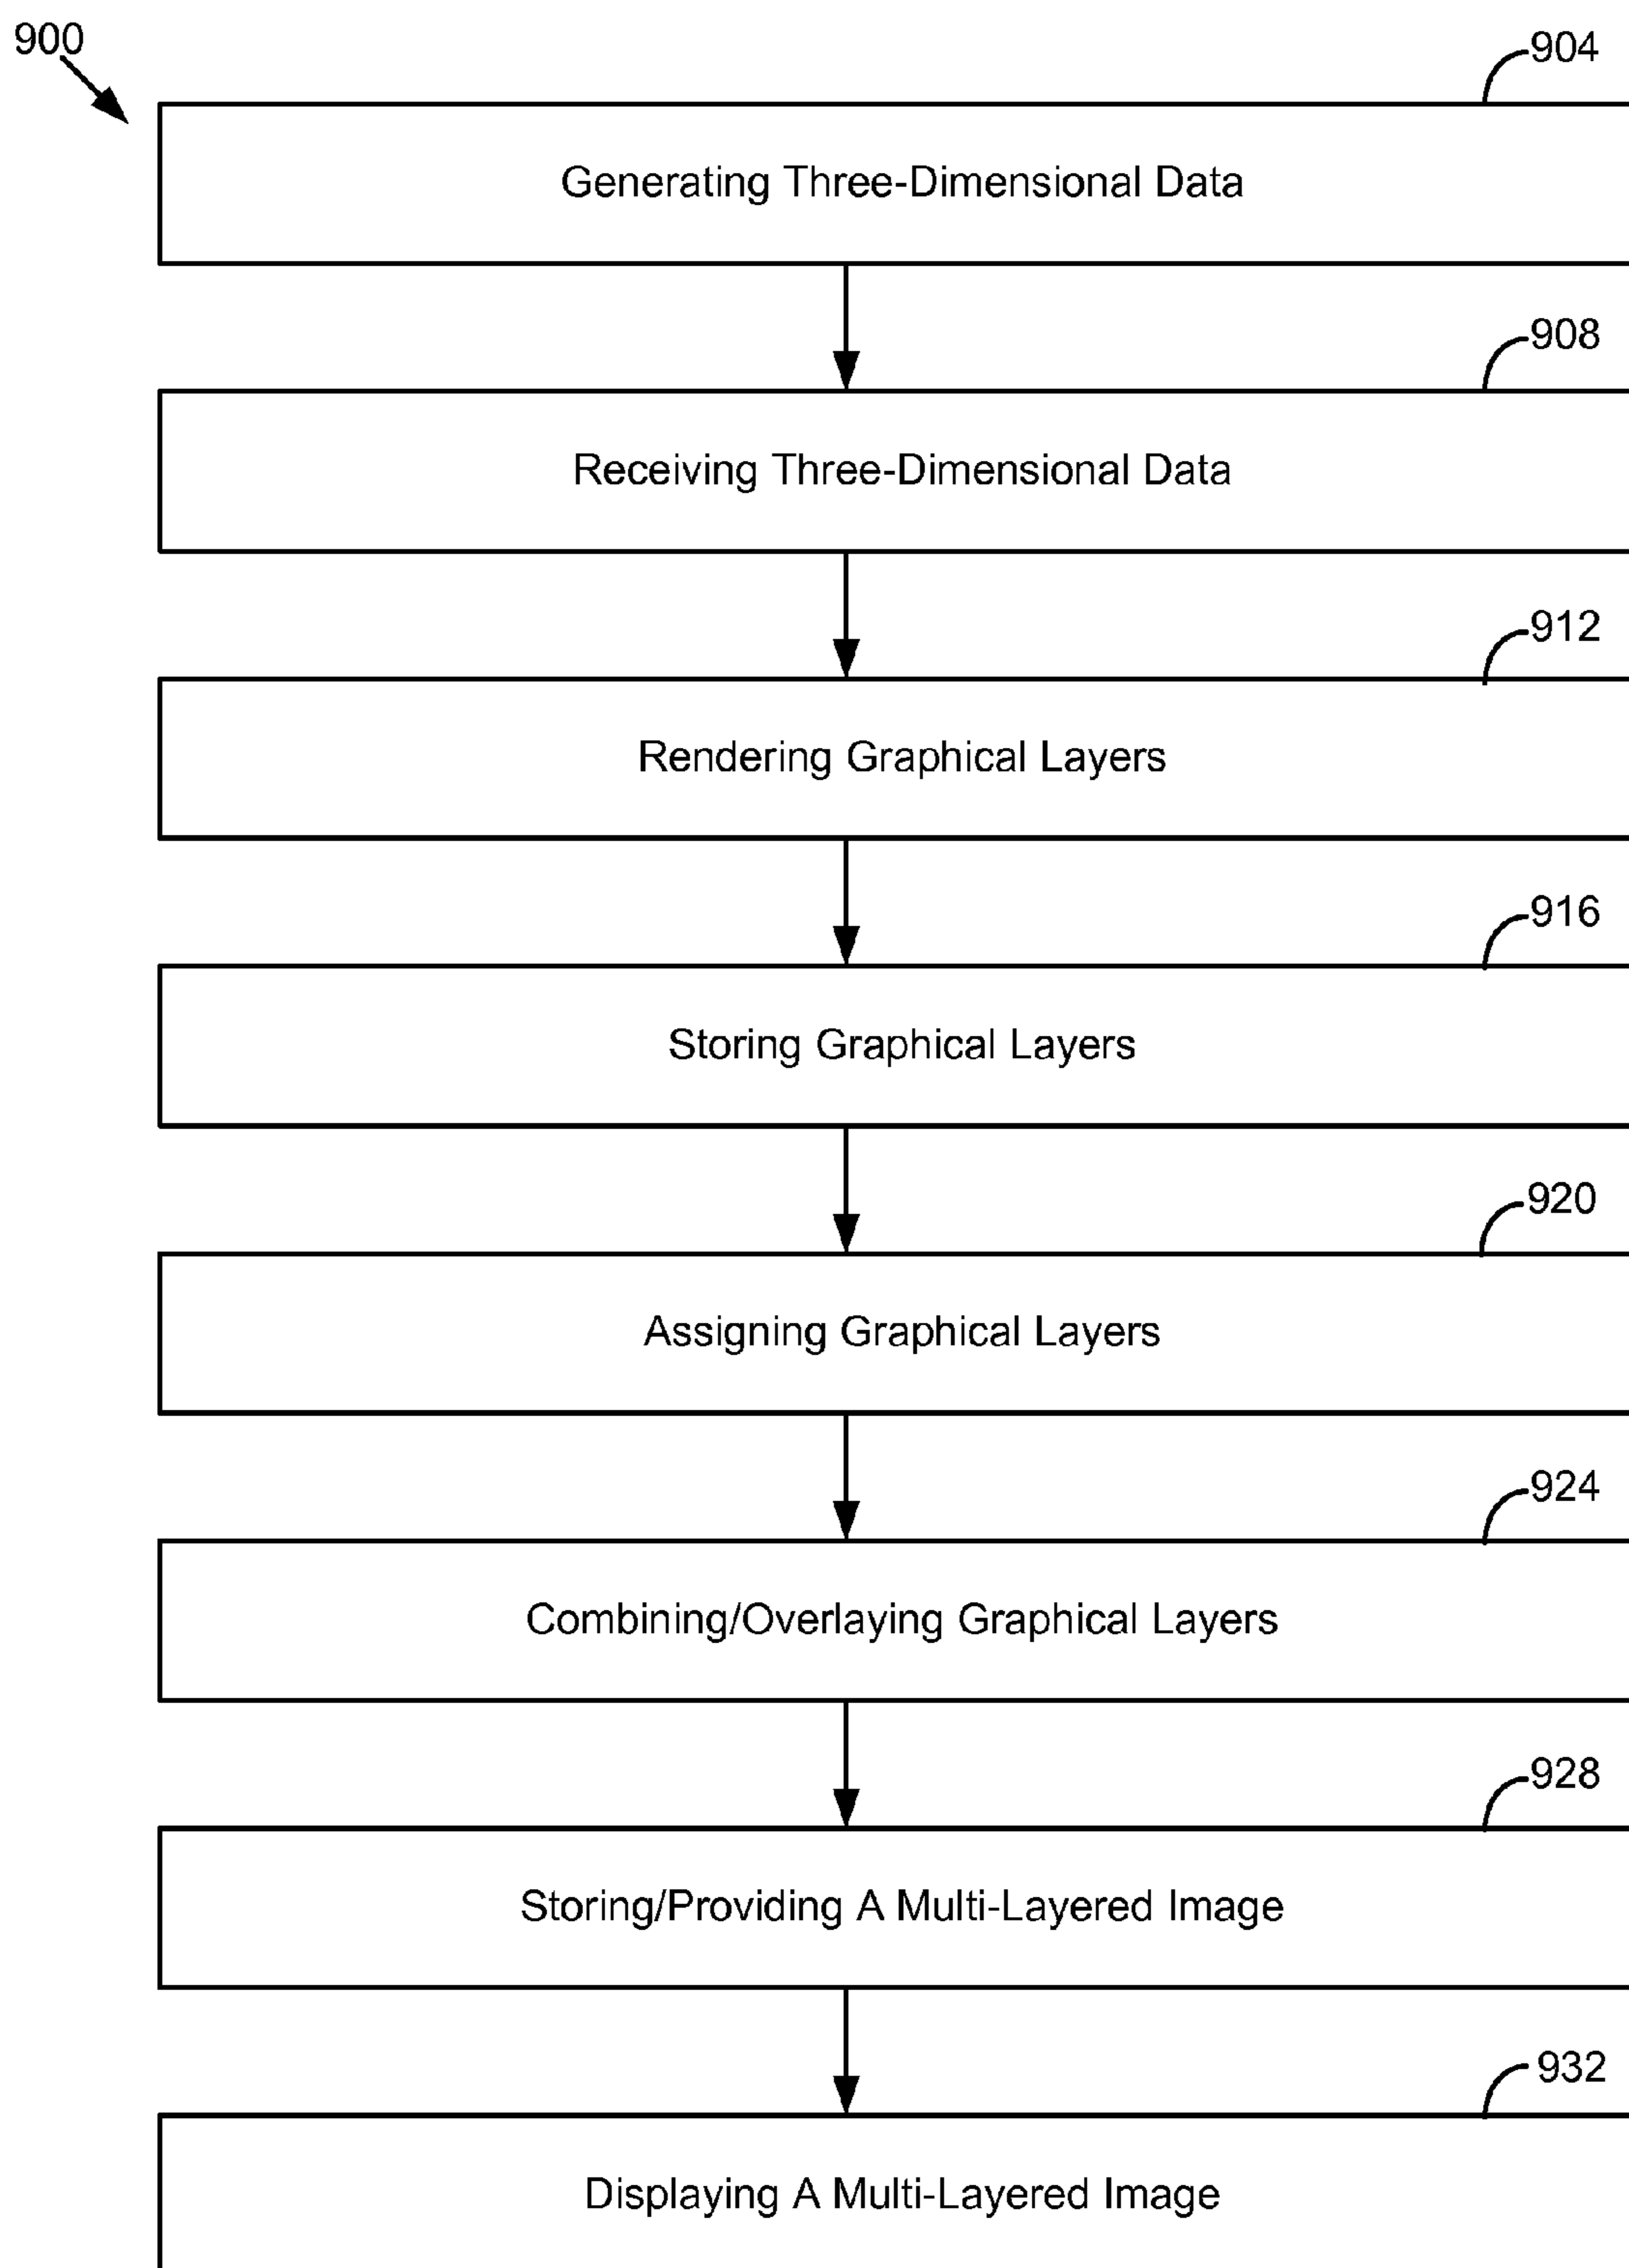 900
904
Generating Three-Dimensional Data
908
Receiving Three-Dimensional Data
912
Rendering Graphical Layers
916
Storing Graphical Layers
920
Assigning Graphical Layers
924
Combining/Overlaying Graphical Layers
928
Storing/Providing A Multi-Layered Image
932
Displaying A Multi-Layered Image